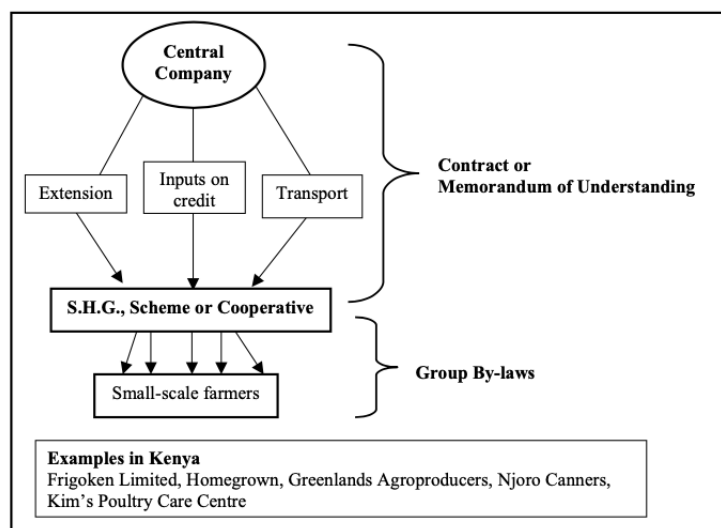 Central
Company
Contract or
Memorandum of Understanding
Extension
Inputs on
credit
Transport
S.H.G., Scheme or Cooperative
Group By-laws
Small-scale farmers
Examples in Kenya
Frigoken Limited, Homegrown, Greenlands Agroproducers, Njoro Canners,
Kim's Poultry Care Centre